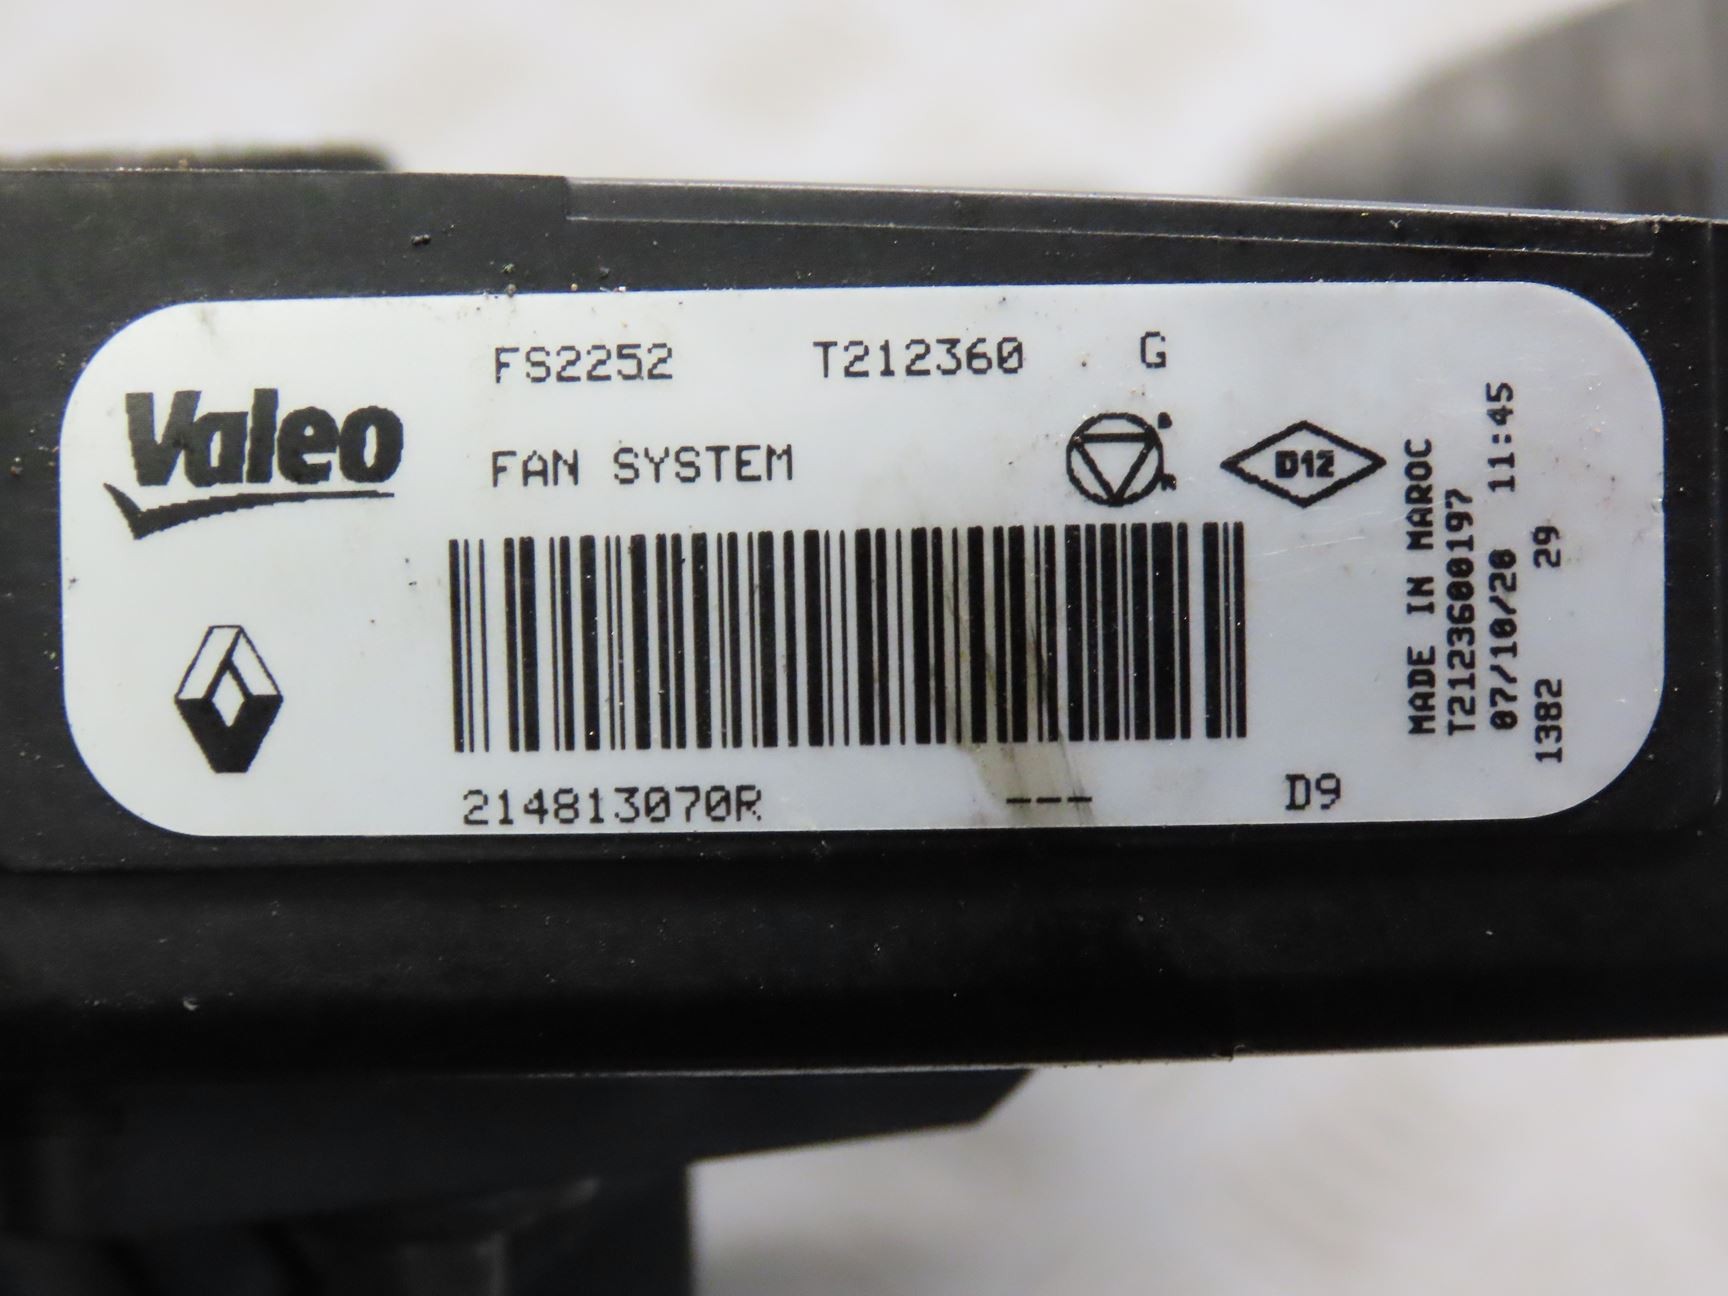 FS2252 T212360 G
Valeo
FAN SYSTEM
D12
214813070R --- D9
MADE IN MAROC
T2123600197
07/10/20 11:45
1382 29